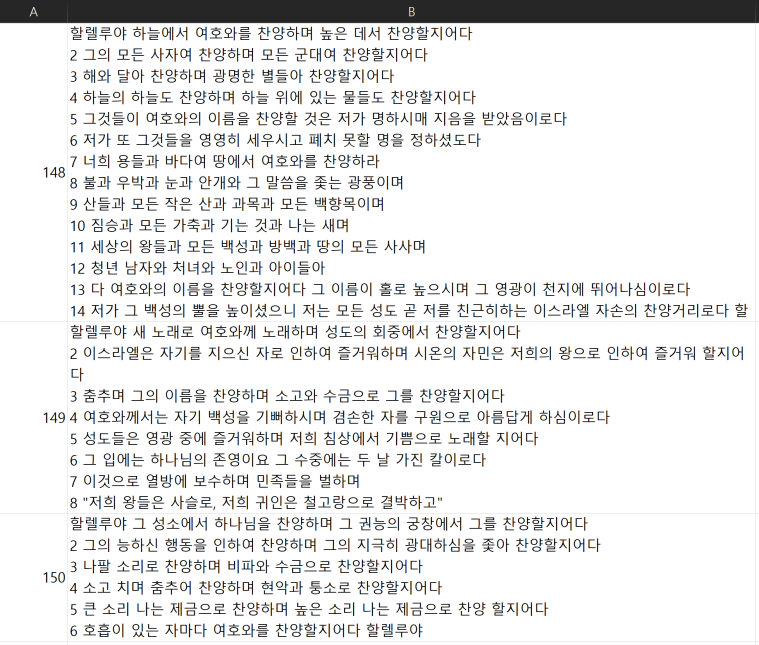 A B
할렐루야 하늘에서 여호와를 찬양하며 높은 데서 찬양할지어다
2 그의 모든 사자여 찬양하며 모든 군대여 찬양할지어다
3 해와 달아 찬양하며 광명한 별들아 찬양할지어다
4 하늘의 하늘도 찬양하며 하늘 위에 있는 물들도 찬양할지어다
5 그것들이 여호와의 이름을 찬양할 것은 저가 명하시매 지음을 받았음이로다
6 저가 또 그것들을 영영히 세우시고 폐치 못할 명을 정하셨도다
7 너희 용들과 바다여 땅에서 여호와를 찬양하라
148
8 불과 우박과 눈과 안개와 그 말씀을 좇는 광풍이며
9 산들과 모든 작은 산과 과목과 모든 백향목이며
10 짐승과 모든 가축과 기는 것과 나는 새며
11 세상의 왕들과 모든 백성과 방백과 땅의 모든 사사며
12 청년 남자와 처녀와 노인과 아이들아
13 다 여호와의 이름을 찬양할지어다 그 이름이 홀로 높으시며 그 영광이 천지에 뛰어나심이로다
14 저가 그 백성의 뿔을 높이셨으니 저는 모든 성도 곧 저를 친근히하는 이스라엘 자손의 찬양거리로다 할
할렐루야 새 노래로 여호와께 노래하며 성도의 회중에서 찬양할지어다
2 이스라엘은 자기를 지으신 자로 인하여 즐거워하며 시온의 자민은 저희의 왕으로 인하여 즐거워 할지어
다
3 춤추며 그의 이름을 찬양하며 소고와 수금으로 그를 찬양할지어다
149 4 여호와께서는 자기 백성을 기뻐하시며 겸손한 자를 구원으로 아름답게 하심이로다
5 성도들은 영광 중에 즐거워하며 저희 침상에서 기쁨으로 노래할 지어다
6 그 입에는 하나님의 존영이요 그 수중에는 두 날 가진 칼이로다
7 이것으로 열방에 보수하며 민족들을 벌하며
8 "저희 왕들은 사슬로, 저희 귀인은 철고랑으로 결박하고"
할렐루야 그 성소에서 하나님을 찬양하며 그 권능의 궁창에서 그를 찬양할지어다
2 그의 능하신 행동을 인하여 찬양하며 그의 지극히 광대하심을 좇아 찬양할지어다
3 나팔 소리로 찬양하며 비파와 수금으로 찬양할지어다
150
4 소고 치며 춤추어 찬양하며 현악과 퉁소로 찬양할지어다
5 큰 소리 나는 제금으로 찬양하며 높은 소리 나는 제금으로 찬양 할지어다
6 호흡이 있는 자마다 여호와를 찬양할지어다 할렐루야